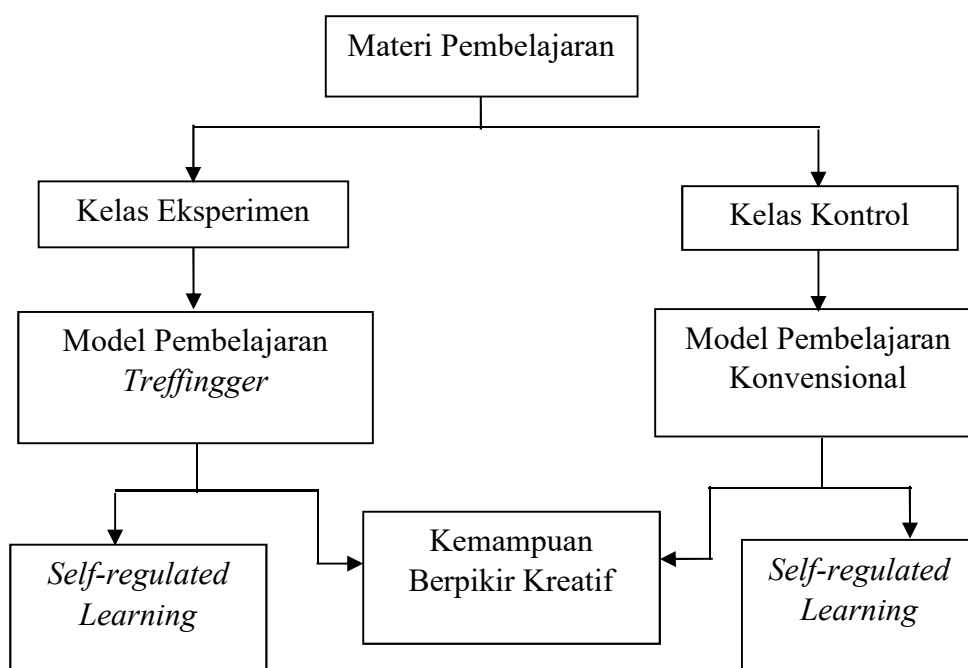 Materi Pembelajaran
Kelas Eksperimen
Kelas Kontrol
Model Pembelajaran
Treffingger
Model Pembelajaran
Konvensional
Self-regulated
Learning
Kemampuan
Berpikir Kreatif
Self-regulated
Learning